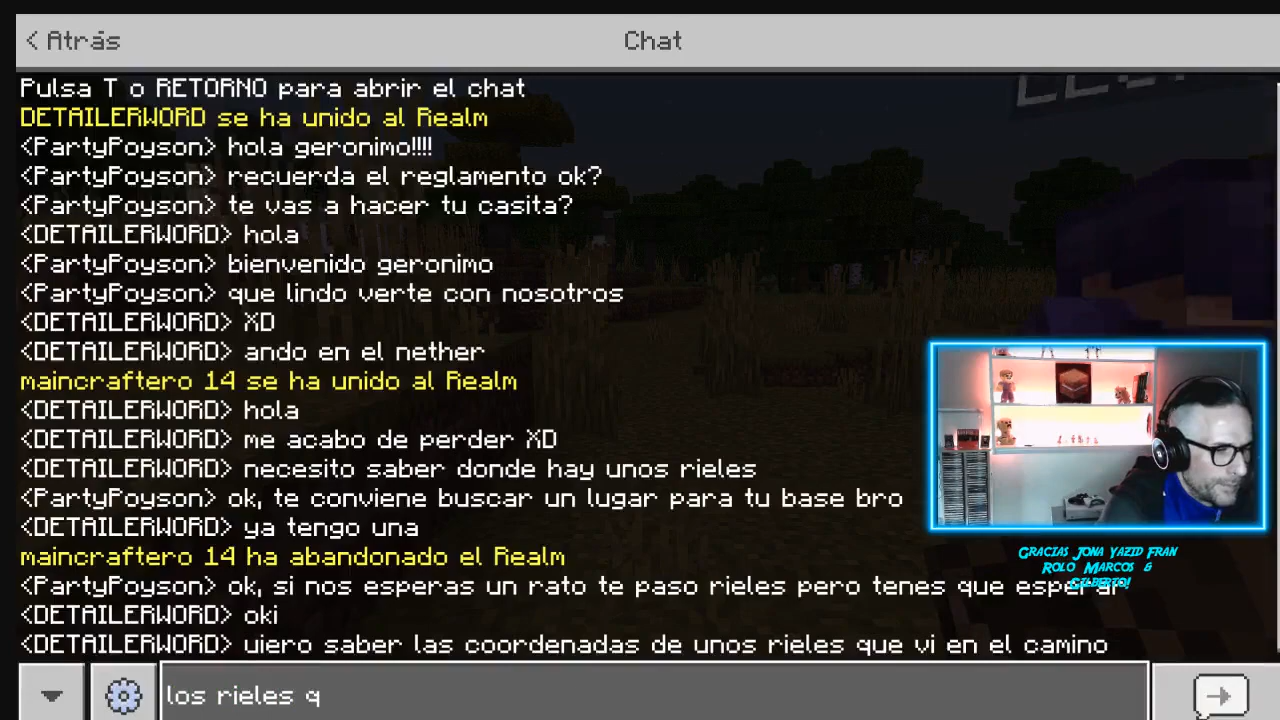 < Atrás
Chat
Pulsa T o RETORNO para abrir el chat
DETAILERWORD se ha unido al Realm
<PartyPoyson> hola geronimo!!!!
<PartyPoyson> recuerda el reglamento ok?
<PartyPoyson> te vas a hacer tu casita?
<DETAILERWORD> hola
<PartyPoyson> bienvenido geronimo
<PartyPoyson> que lindo verte con nosotros
<DETAILERWORD> XD
<DETAILERWORD> ando en el nether
maincraftero 14 se ha unido al Realm
<DETAILERWORD> hola
<DETAILERWORD> me acabo de perder XD
<DETAILERWORD> necesito saber donde hay unos rieles
<PartyPoyson> ok, te conviene buscar un lugar para tu base bro
<DETAILERWORD> ya tengo una
maincraftero 14 ha abandonado el Realm
<PartyPoyson> ok, si nos esperas un rato te paso rieles pero tenes que esperar
<DETAILERWORD> oki
<DETAILERWORD> uiero saber las coordenadas de unos rieles que vi en el camino
los rieles q
Gracias Jona Yazid Fran
Rolo Marcos &
Gilberto!